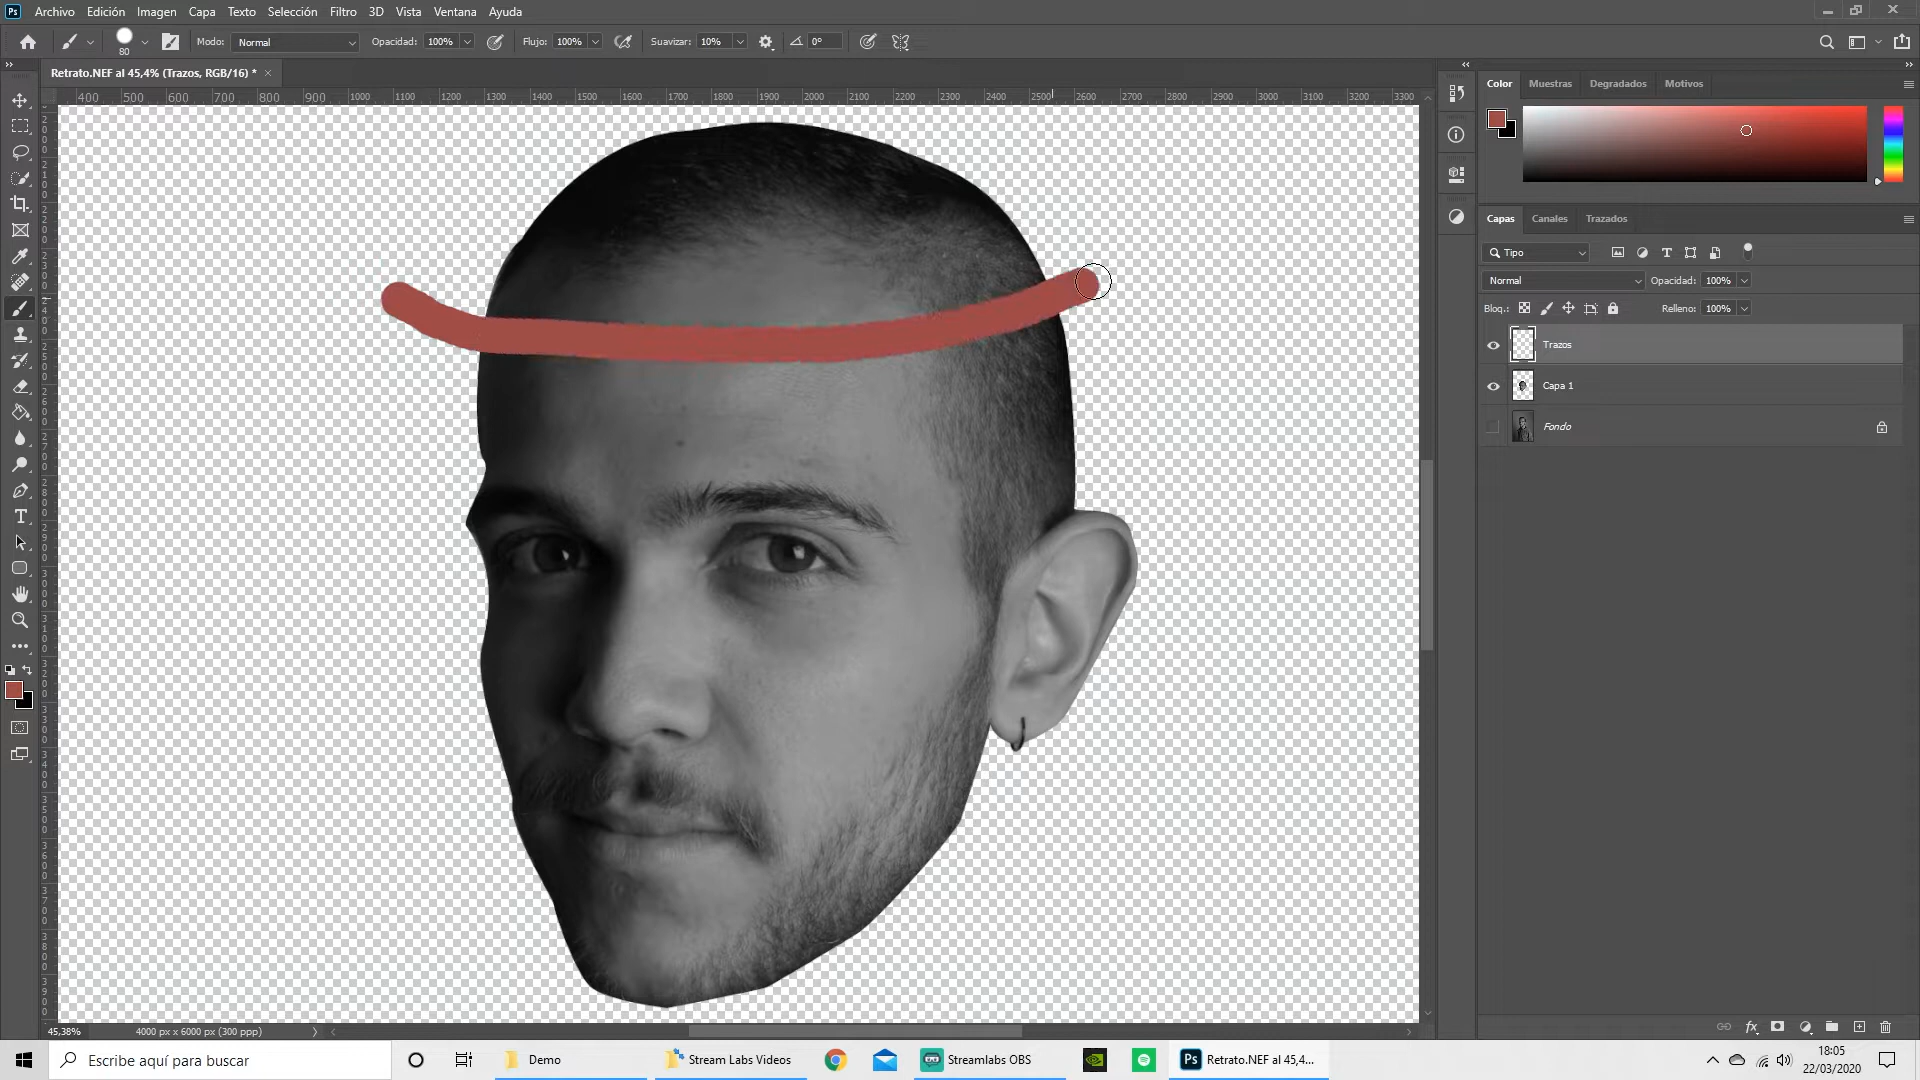 Ps Archivo Edición Imagen Capa Texto Selección Filtro 3D Vista Ventana Ayuda
80 Modo: Normal Opacidad: 100% Flujo: 100% Suavizar: 10% 0°
Retrato.NEF al 45,4% (Trazos, RGB/16) * ×
400 500 600 700 800 900 1000 1100 1200 1300 1400 1500 1600 1700 1800 1900 2000 2100 2200 2300 2400 2500 2600 2700 2800 2900 3000 3100 3200 3300
Color Muestras Degradados Motivos
Capas Canales Trazados
Tipo
Normal Opacidad: 100%
Bloq.: Relleno: 100%
Trazos
Capa 1
Fondo
45,38% 4000 px x 6000 px (300 ppp)
Escribe aquí para buscar
Demo
Stream Labs Videos
Streamlabs OBS
Ps Retrato.NEF al 45,4...
18:05
22/03/2020